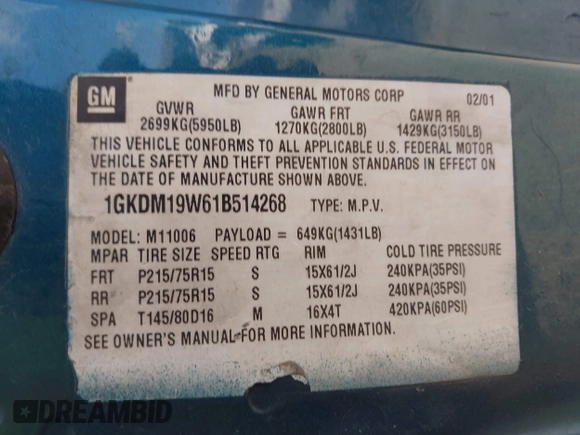 GM
MFD BY GENERAL MOTORS CORP 02/01
GVWR GAWR FRT GAWR RR
2699KG(5950LB) 1270KG(2800LB) 1429KG(3150LB)
THIS VEHICLE CONFORMS TO ALL APPLICABLE U.S. FEDERAL MOTOR
VEHICLE SAFETY AND THEFT PREVENTION STANDARDS IN EFFECT ON
THE DATE OF MANUFACTURE SHOWN ABOVE.
1GKDM19W61B514268 TYPE: M.P.V.
MODEL: M11006 PAYLOAD = 649KG(1431LB)
MPAR TIRE SIZE SPEED RTG RIM COLD TIRE PRESSURE
FRT P215/75R15 S 15X61/2J 240KPA(35PSI)
RR P215/75R15 S 15X61/2J 240KPA(35PSI)
SPA T145/80D16 M 16X4T 420KPA(60PSI)
SEE OWNER'S MANUAL FOR MORE INFORMATION.
DREAMBID